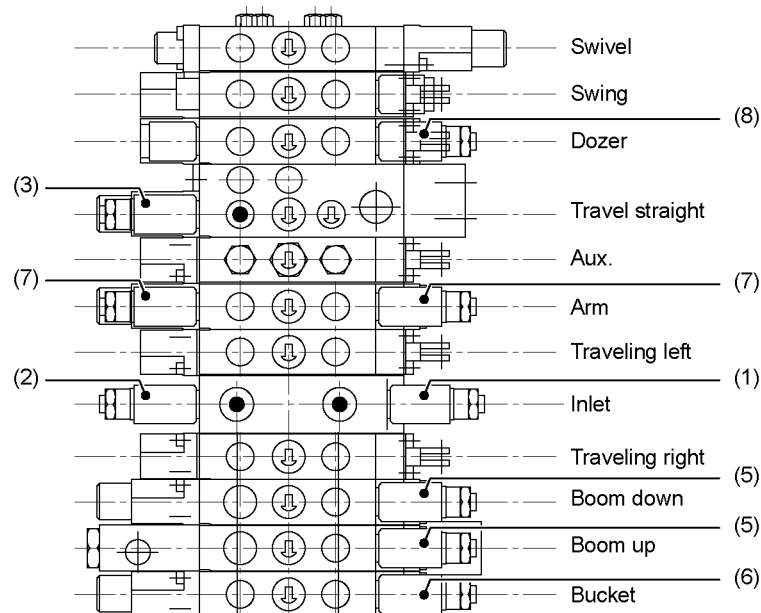 Swivel
Swing
(8)
Dozer
(3)
Travel straight
Aux.
(7)
(7)
Arm
Traveling left
(2)
(1)
Inlet
Traveling right
(5)
Boom down
(5)
Boom up
(6)
Bucket